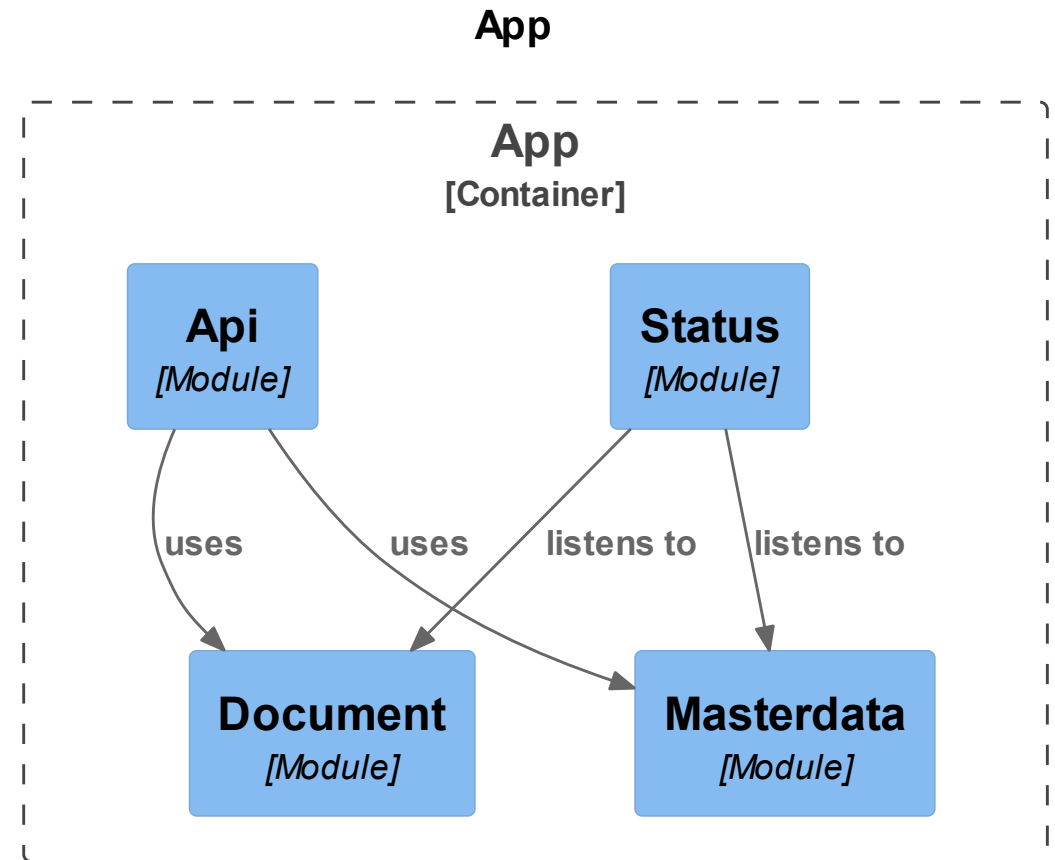 App
App
[Container]
Api
[Module]
Status
[Module]
uses
uses
listens to
listens to
Document
[Module]
Masterdata
[Module]